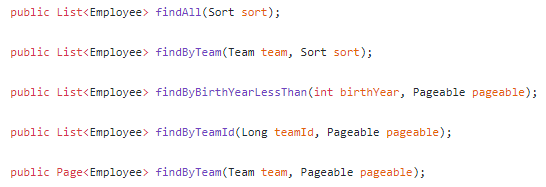 public List<Employee> findAll(Sort sort);
public List<Employee> findByTeam(Team team, Sort sort);
public List<Employee> findByBirthYearLessThan(int birthYear, Pageable pageable);
public List<Employee> findByTeamId(Long teamId, Pageable pageable);
public Page<Employee> findByTeam(Team team, Pageable pageable);